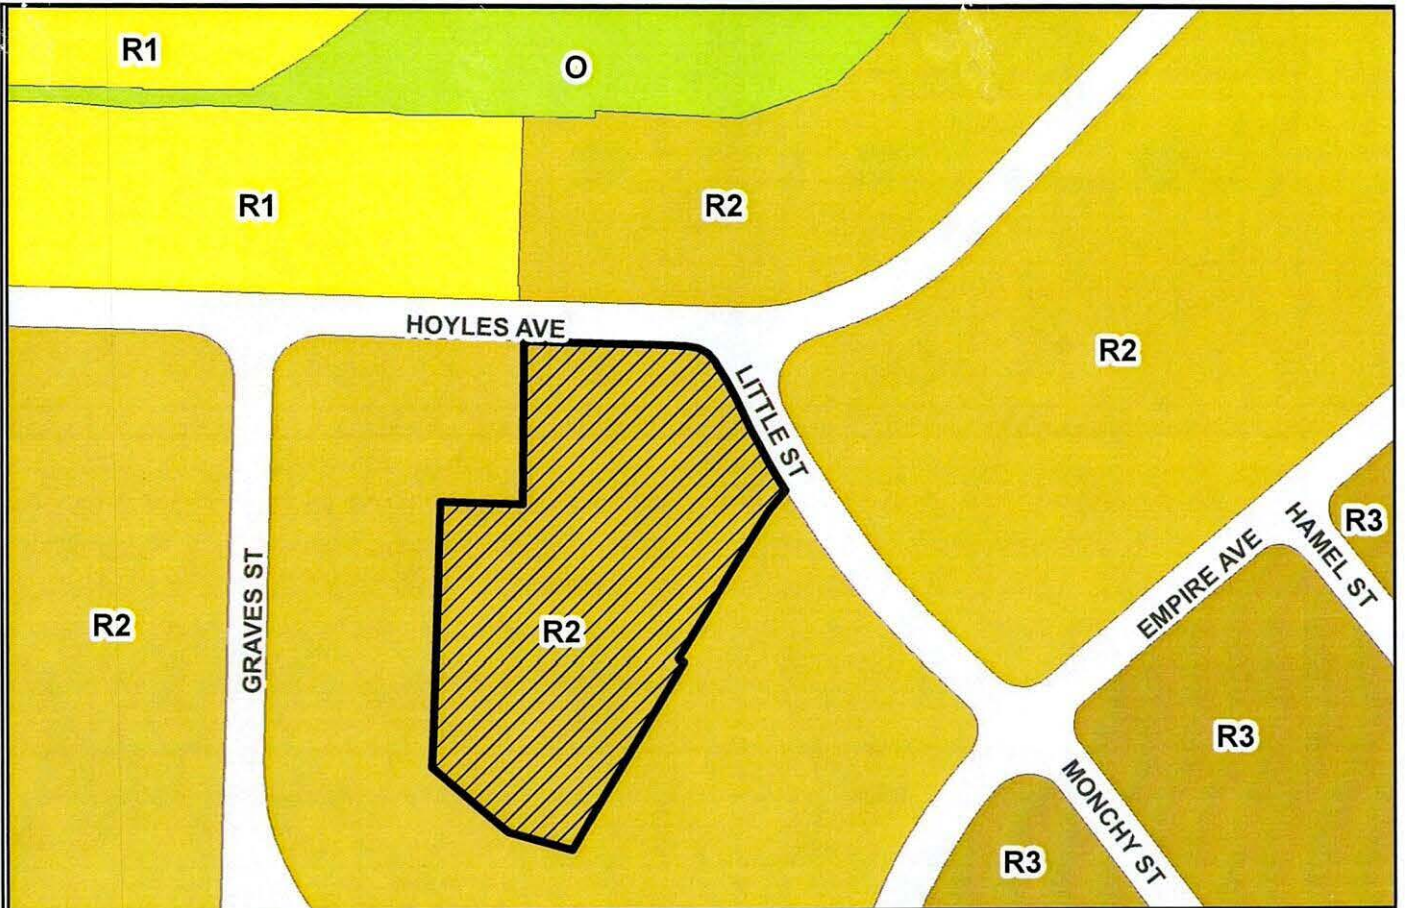 R1
O
R1
R2
HOYLES AVE
R2
LITTLE ST
R3
HAMEL ST
EMPIRE AVE
R2
GRAVES ST
R2
R3
MONCHY ST
R3